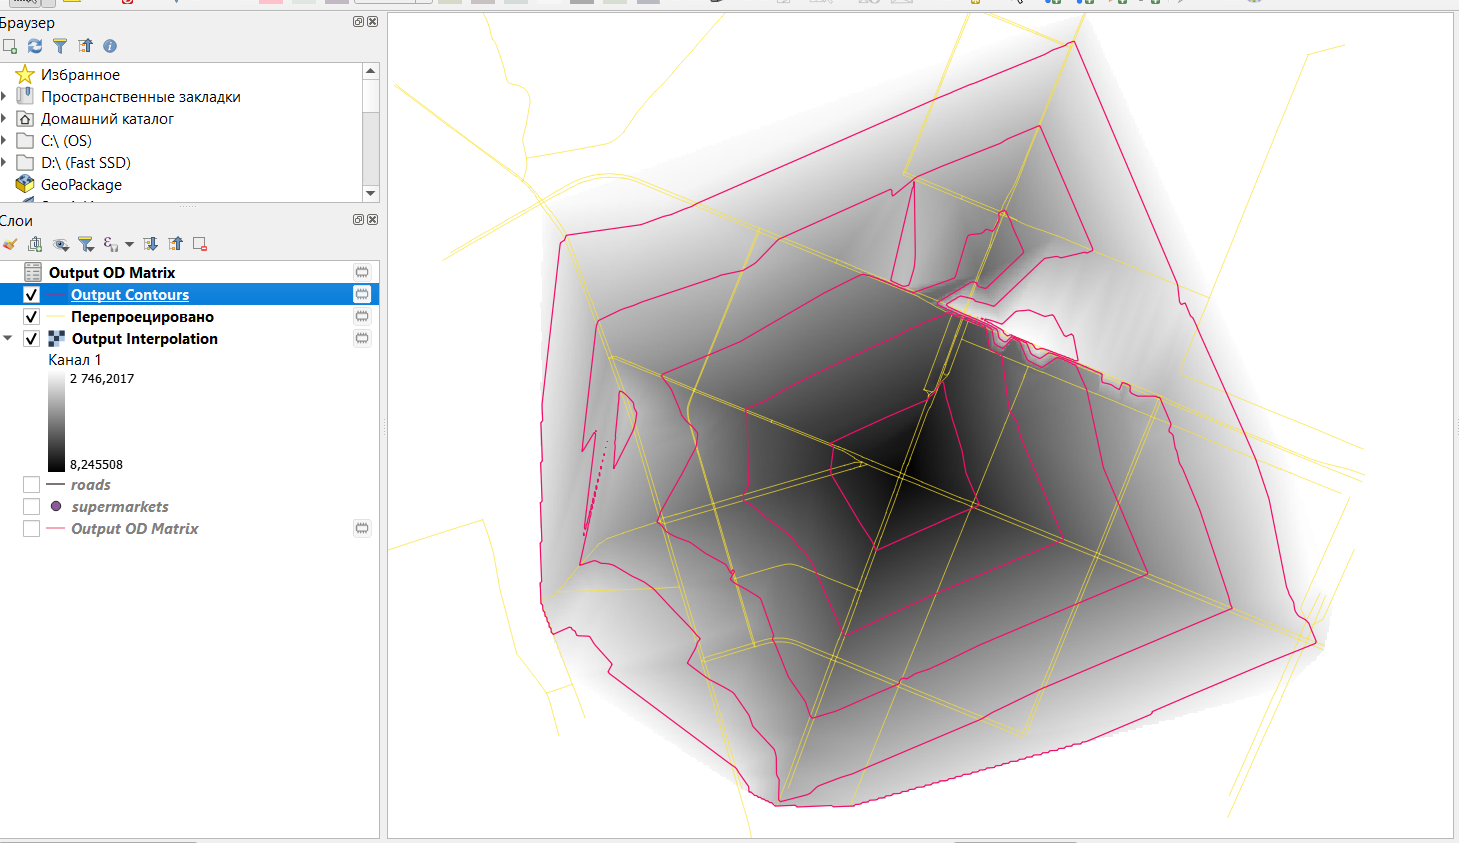 Браузер
Избранное
Пространственные закладки
Домашний каталог
C:\ (OS)
D:\ (Fast SSD)
GeoPackage
Слои
Output OD Matrix
Output Contours
Перепроецировано
Output Interpolation
Канал 1
2 746,2017
8,245508
roads
supermarkets
Output OD Matrix